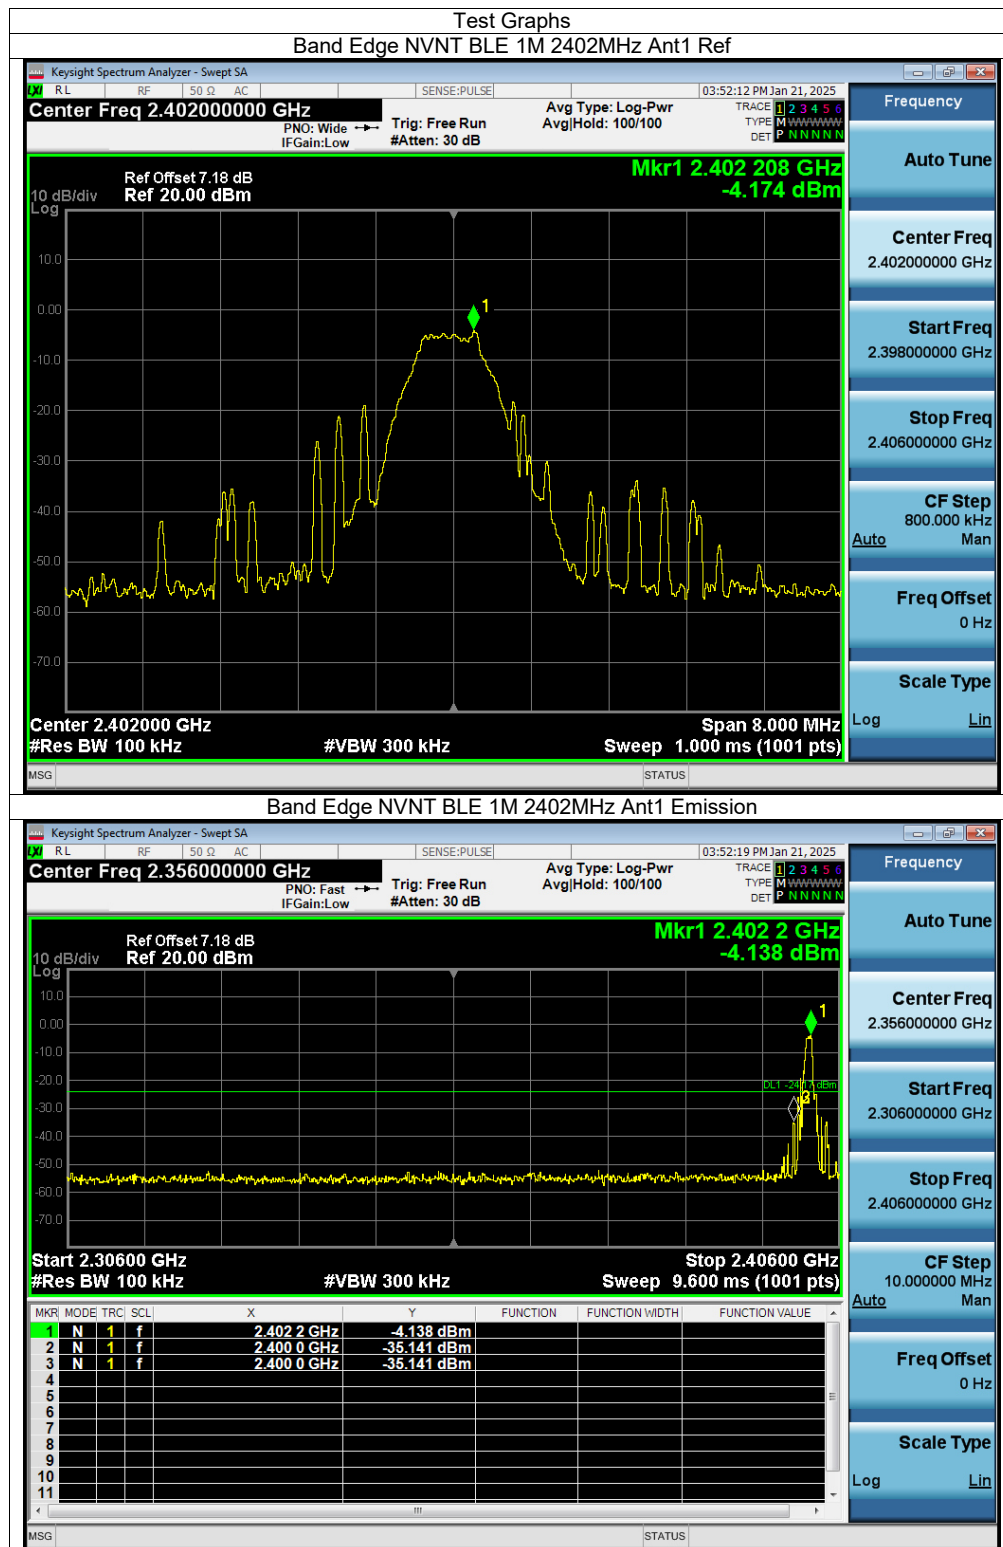 Test Graphs
Band Edge NVNT BLE 1M 2402MHz Ant1 Ref
Keysight Spectrum Analyzer - Swept SA
LXI RL RF 50 Ω AC SENSE:PULSE 03:52:12 PM Jan 21, 2025
Center Freq 2.402000000 GHz
PNO: Wide
IFGain:Low
Trig: Free Run
#Atten: 30 dB
Avg Type: Log-Pwr
Avg|Hold: 100/100
TRACE 1 2 3 4 5 6
TYPE M WWWWW
DET P N N N N N
Ref Offset 7.18 dB
Ref 20.00 dBm
10 dB/div
Log
Mkr1 2.402 208 GHz
-4.174 dBm
1
10.0
0.00
-10.0
-20.0
-30.0
-40.0
-50.0
-60.0
-70.0
Center 2.402000 GHz
Span 8.000 MHz
#Res BW 100 kHz
#VBW 300 kHz
Sweep 1.000 ms (1001 pts)
MSG STATUS
Frequency
Auto Tune
Center Freq
2.402000000 GHz
Start Freq
2.398000000 GHz
Stop Freq
2.406000000 GHz
CF Step
800.000 kHz
Auto Man
Freq Offset
0 Hz
Scale Type
Log Lin
Band Edge NVNT BLE 1M 2402MHz Ant1 Emission
Keysight Spectrum Analyzer - Swept SA
LXI RL RF 50 Ω AC SENSE:PULSE 03:52:19 PM Jan 21, 2025
Center Freq 2.356000000 GHz
PNO: Fast
IFGain:Low
Trig: Free Run
#Atten: 30 dB
Avg Type: Log-Pwr
Avg|Hold: 100/100
TRACE 1 2 3 4 5 6
TYPE M WWWWW
DET P N N N N N
Ref Offset 7.18 dB
Ref 20.00 dBm
10 dB/div
Log
Mkr1 2.402 2 GHz
-4.138 dBm
1
10.0
0.00
-10.0
-20.0
DL1 -24.17 dBm
-30.0
-40.0
-50.0
-60.0
-70.0
Start 2.30600 GHz
Stop 2.40600 GHz
#Res BW 100 kHz
#VBW 300 kHz
Sweep 9.600 ms (1001 pts)
MKR MODE TRC SCL X Y FUNCTION FUNCTION WIDTH FUNCTION VALUE
1 N 1 f 2.402 2 GHz -4.138 dBm
2 N 1 f 2.400 0 GHz -35.141 dBm
3 N 1 f 2.400 0 GHz -35.141 dBm
4
5
6
7
8
9
10
11
MSG STATUS
Frequency
Auto Tune
Center Freq
2.356000000 GHz
Start Freq
2.306000000 GHz
Stop Freq
2.406000000 GHz
CF Step
10.000000 MHz
Auto Man
Freq Offset
0 Hz
Scale Type
Log Lin